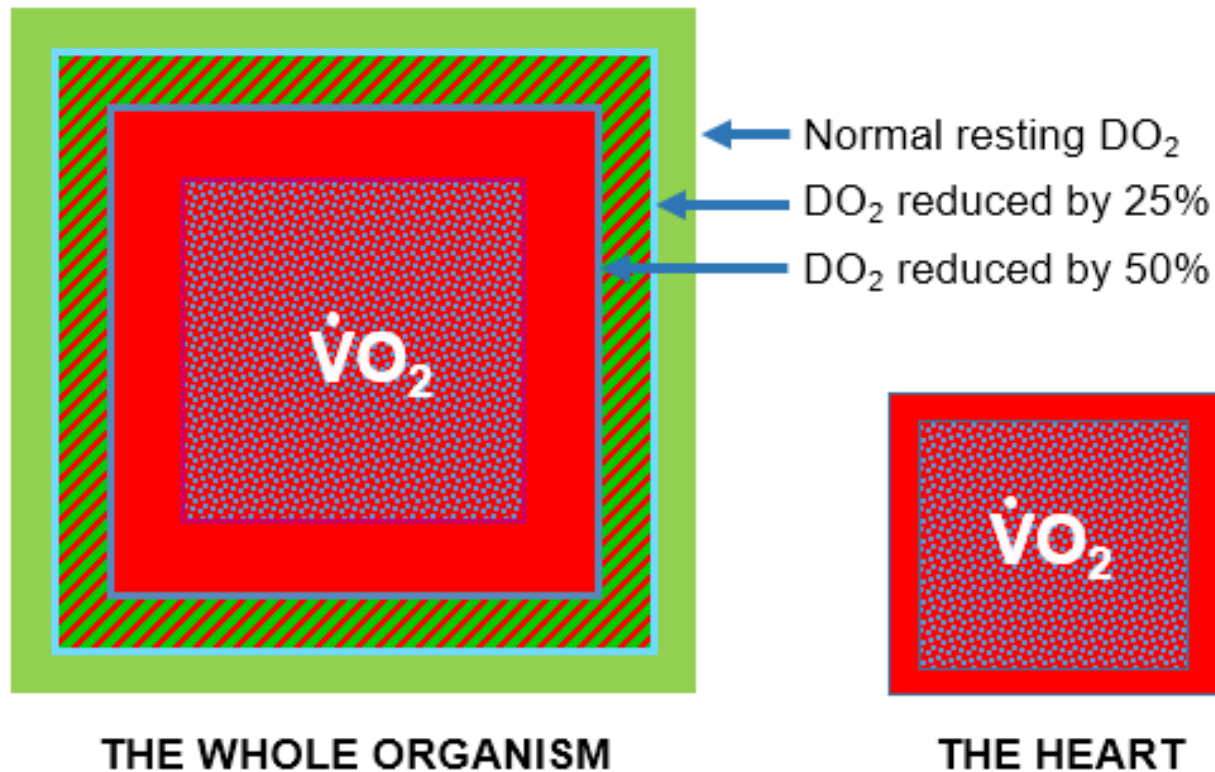 Normal resting DO₂
DO₂ reduced by 25%
DO₂ reduced by 50%
V̇O₂
V̇O₂
THE WHOLE ORGANISM
THE HEART